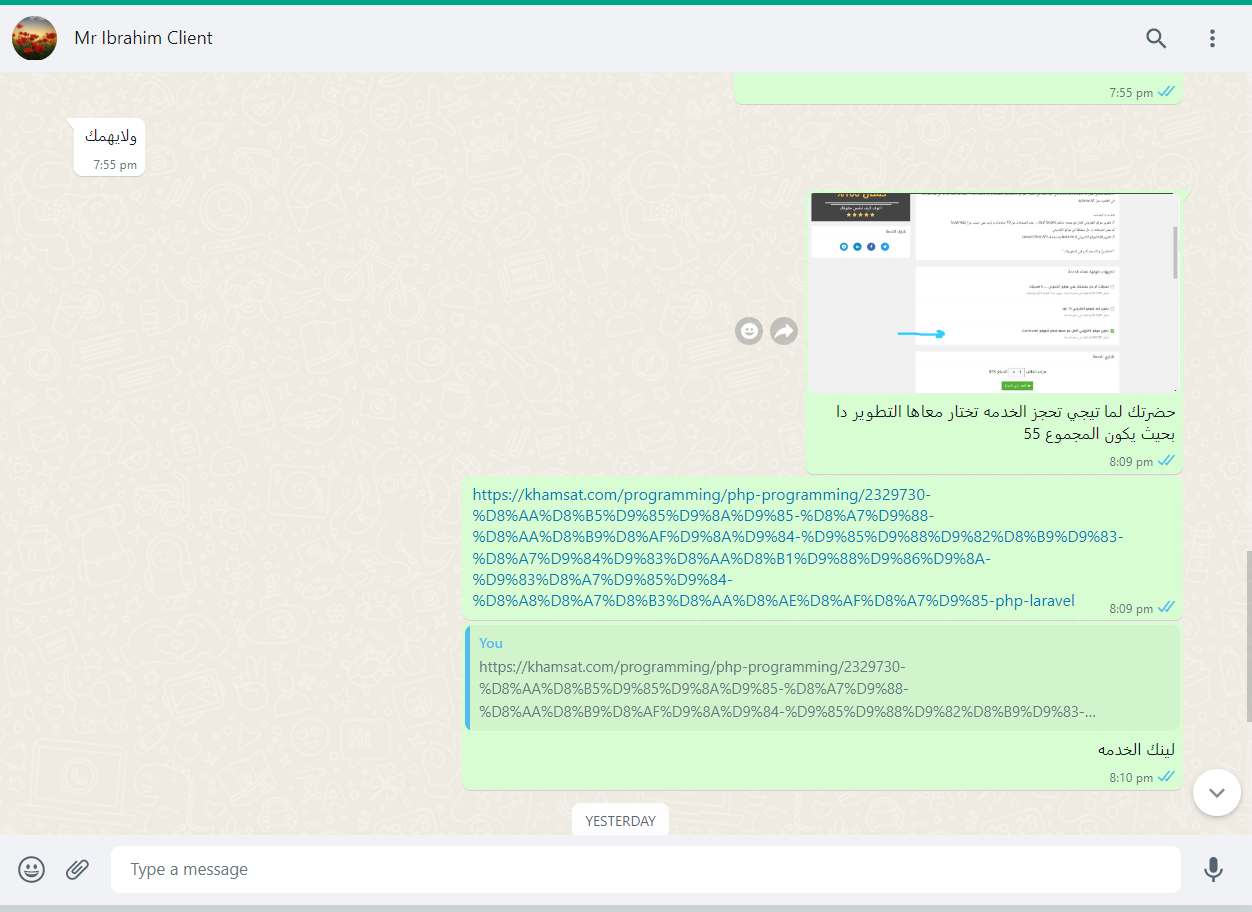 Mr Ibrahim Client
7:55 pm
ولايهمك
7:55 pm
حضرتك لما تيجي تحجز الخدمه تختار معاها التطوير دا
بحيث يكون المجموع 55
8:09 pm
https://khamsat.com/programming/php-programming/2329730-
%D8%AA%D8%B5%D9%85%D9%8A%D9%85-%D8%A7%D9%88-
%D8%AA%D8%B9%D8%AF%D9%8A%D9%84-%D9%85%D9%88%D9%82%D8%B9%D9%83-
%D8%A7%D9%84%D9%83%D8%AA%D8%B1%D9%88%D9%86%D9%8A-
%D9%83%D8%A7%D9%85%D9%84-
%D8%A8%D8%A7%D8%B3%D8%AA%D8%AE%D8%AF%D8%A7%D9%85-php-laravel
8:09 pm
You
https://khamsat.com/programming/php-programming/2329730-
%D8%AA%D8%B5%D9%85%D9%8A%D9%85-%D8%A7%D9%88-
%D8%AA%D8%B9%D8%AF%D9%8A%D9%84-%D9%85%D9%88%D9%82%D8%B9%D9%83-...
لينك الخدمه
8:10 pm
YESTERDAY
Type a message